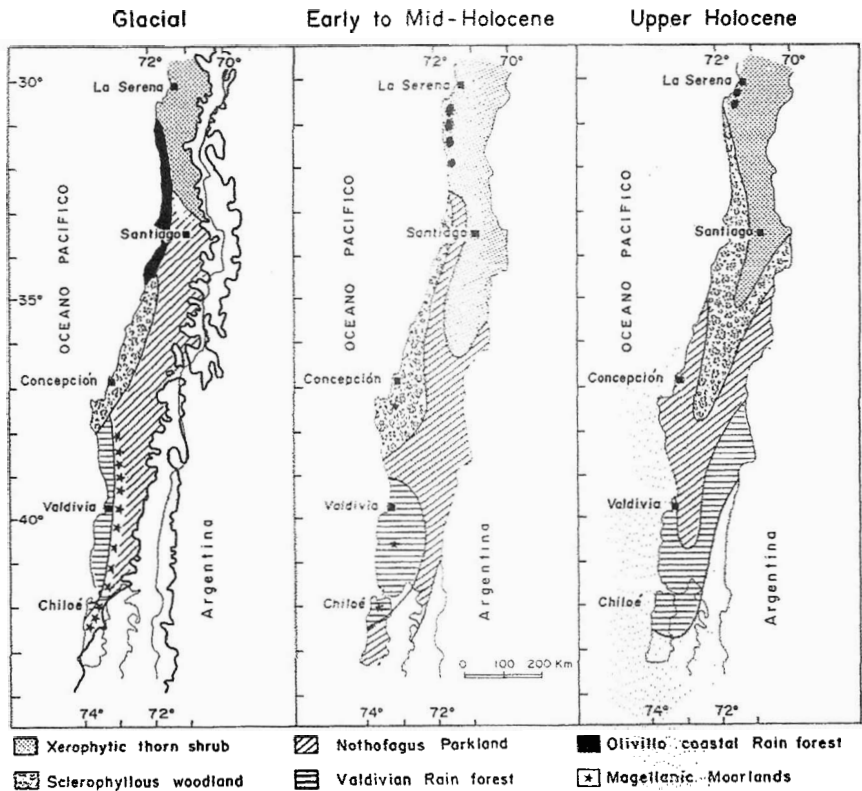 Glacial
Early to Mid-Holocene
Upper Holocene
72° 70°
30°
La Serena
OCEANO PACIFICO
Santiago
35°
Concepción
Valdivia
40°
Chiloé
Argentina
74° 72°
72° 70°
La Serena
OCEANO PACIFICO
Santiago
Concepción
Valdivia
Chiloé
Argentina
0 100 200 Km
74° 72°
72° 70°
La Serena
OCEANO PACIFICO
Santiago
Concepción
Valdivia
Chiloé
Argentina
74° 72°
Xerophytic thorn shrub
Nothofagus Parkland
Olivillo coastal Rain forest
Sclerophyllous woodland
Valdivian Rain forest
Magellanic Moorlands